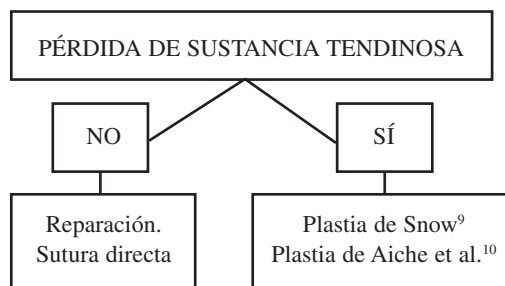 PÉRDIDA DE SUSTANCIA TENDINOSA
NO
SÍ
Reparación.
Sutura directa
Plastia de Snow⁹
Plastia de Aiche et al.¹⁰